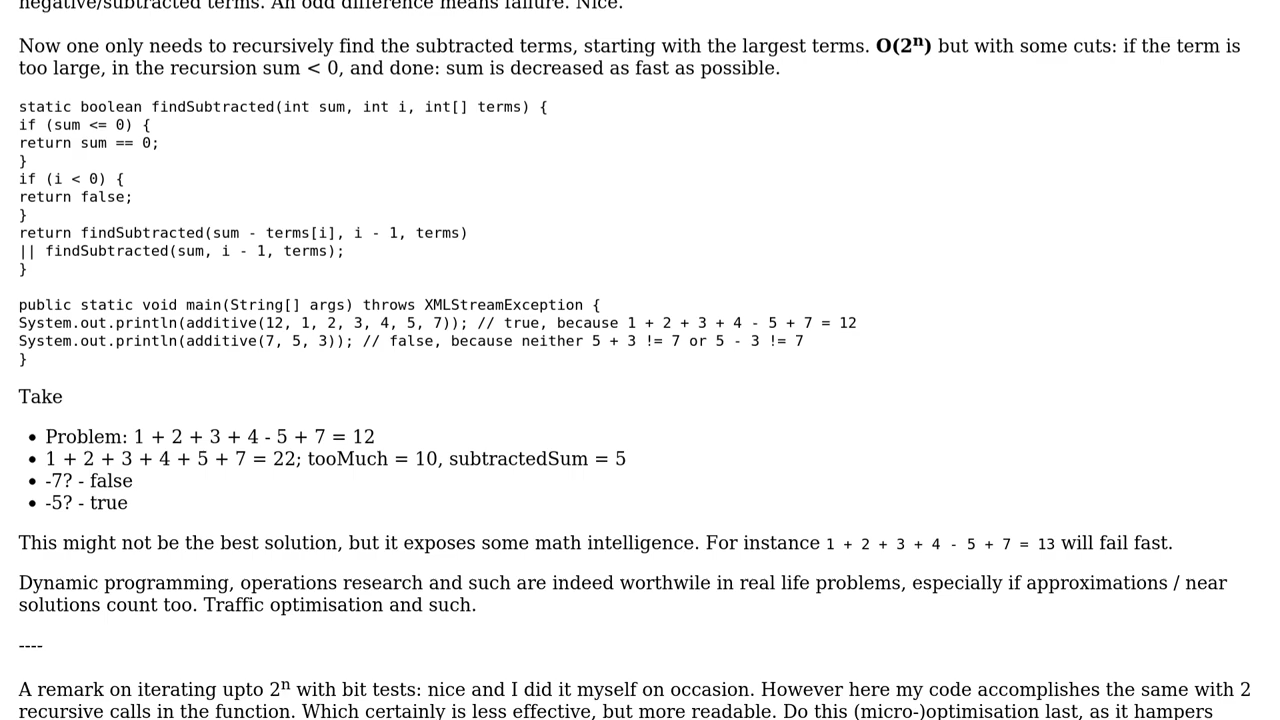 negative/subtracted terms. An odd difference means failure. Nice.
Now one only needs to recursively find the subtracted terms, starting with the largest terms. O(2ⁿ) but with some cuts: if the term is
too large, in the recursion sum < 0, and done: sum is decreased as fast as possible.
static boolean findSubtracted(int sum, int i, int[] terms) {
if (sum <= 0) {
return sum == 0;
}
if (i < 0) {
return false;
}
return findSubtracted(sum - terms[i], i - 1, terms)
|| findSubtracted(sum, i - 1, terms);
}
public static void main(String[] args) throws XMLStreamException {
System.out.println(additive(12, 1, 2, 3, 4, 5, 7)); // true, because 1 + 2 + 3 + 4 - 5 + 7 = 12
System.out.println(additive(7, 5, 3)); // false, because neither 5 + 3 != 7 or 5 - 3 != 7
}
Take
• Problem: 1 + 2 + 3 + 4 - 5 + 7 = 12
• 1 + 2 + 3 + 4 + 5 + 7 = 22; tooMuch = 10, subtractedSum = 5
• -7? - false
• -5? - true
This might not be the best solution, but it exposes some math intelligence. For instance 1 + 2 + 3 + 4 - 5 + 7 = 13 will fail fast.
Dynamic programming, operations research and such are indeed worthwile in real life problems, especially if approximations / near
solutions count too. Traffic optimisation and such.
----
A remark on iterating upto 2ⁿ with bit tests: nice and I did it myself on occasion. However here my code accomplishes the same with 2
recursive calls in the function. Which certainly is less effective, but more readable. Do this (micro-)optimisation last, as it hampers